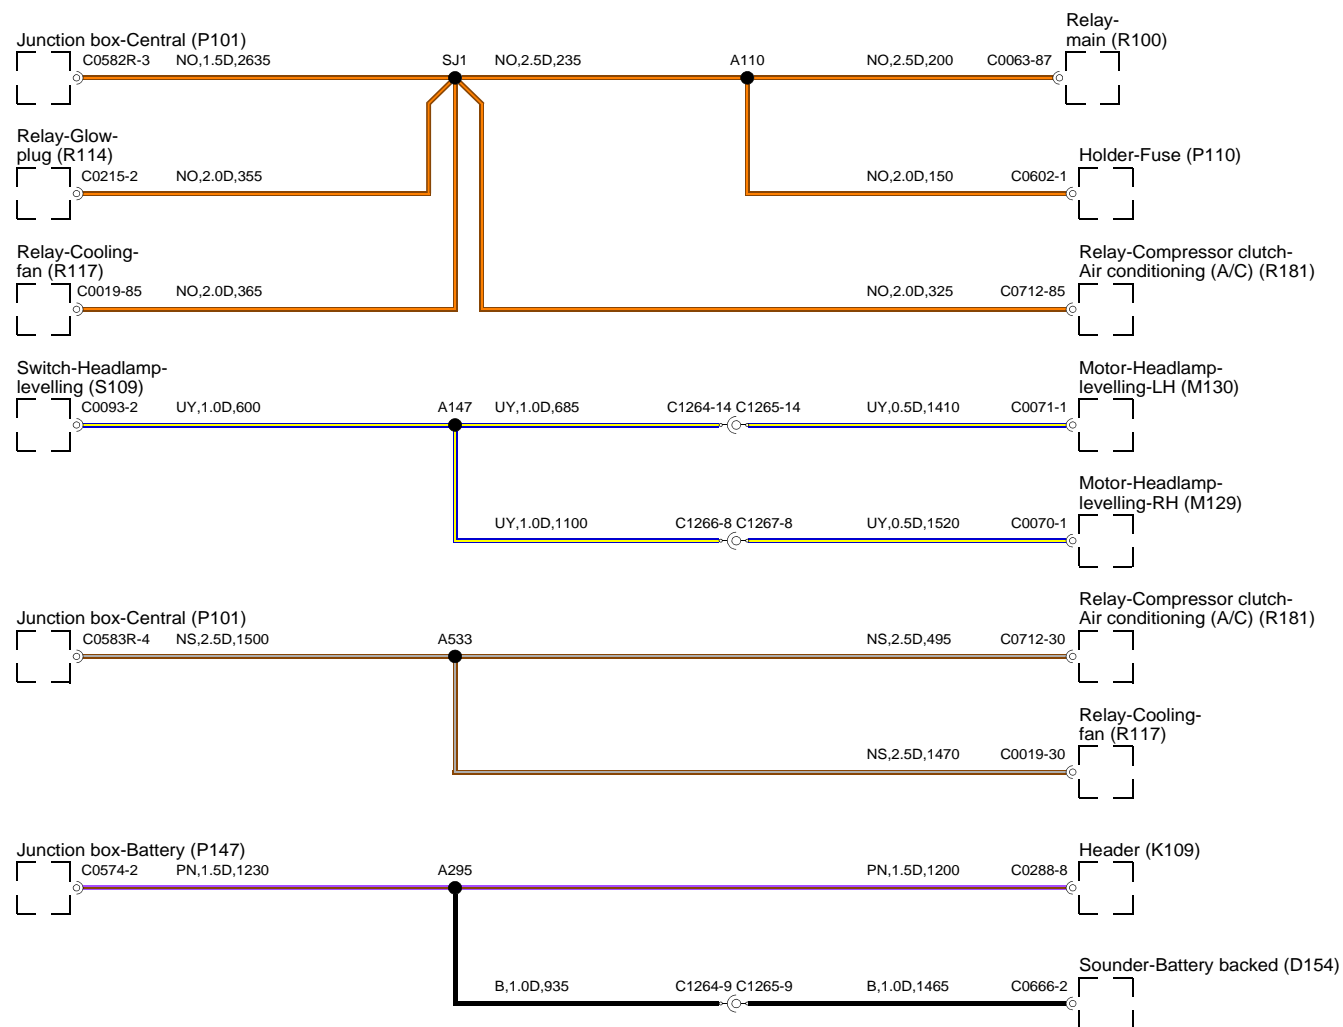 Relay-
Junction box-Central (P101)
main (R100)
C0582R-3 NO,1.5D,2635 SJ1 NO,2.5D,235 A110 NO,2.5D,200 C0063-87
Relay-Glow-
plug (R114)
Holder-Fuse (P110)
C0215-2 NO,2.0D,355 NO,2.0D,150 C0602-1
Relay-Cooling-
fan (R117)
Relay-Compressor clutch-
Air conditioning (A/C) (R181)
C0019-85 NO,2.0D,365 NO,2.0D,325 C0712-85
Switch-Headlamp-
levelling (S109)
Motor-Headlamp-
levelling-LH (M130)
C0093-2 UY,1.0D,600 A147 UY,1.0D,685 C1264-14 C1265-14 UY,0.5D,1410 C0071-1
Motor-Headlamp-
levelling-RH (M129)
UY,1.0D,1100 C1266-8 C1267-8 UY,0.5D,1520 C0070-1
Relay-Compressor clutch-
Junction box-Central (P101)
Air conditioning (A/C) (R181)
C0583R-4 NS,2.5D,1500 A533 NS,2.5D,495 C0712-30
Relay-Cooling-
fan (R117)
NS,2.5D,1470 C0019-30
Junction box-Battery (P147)
Header (K109)
C0574-2 PN,1.5D,1230 A295 PN,1.5D,1200 C0288-8
Sounder-Battery backed (D154)
B,1.0D,935 C1264-9 C1265-9 B,1.0D,1465 C0666-2